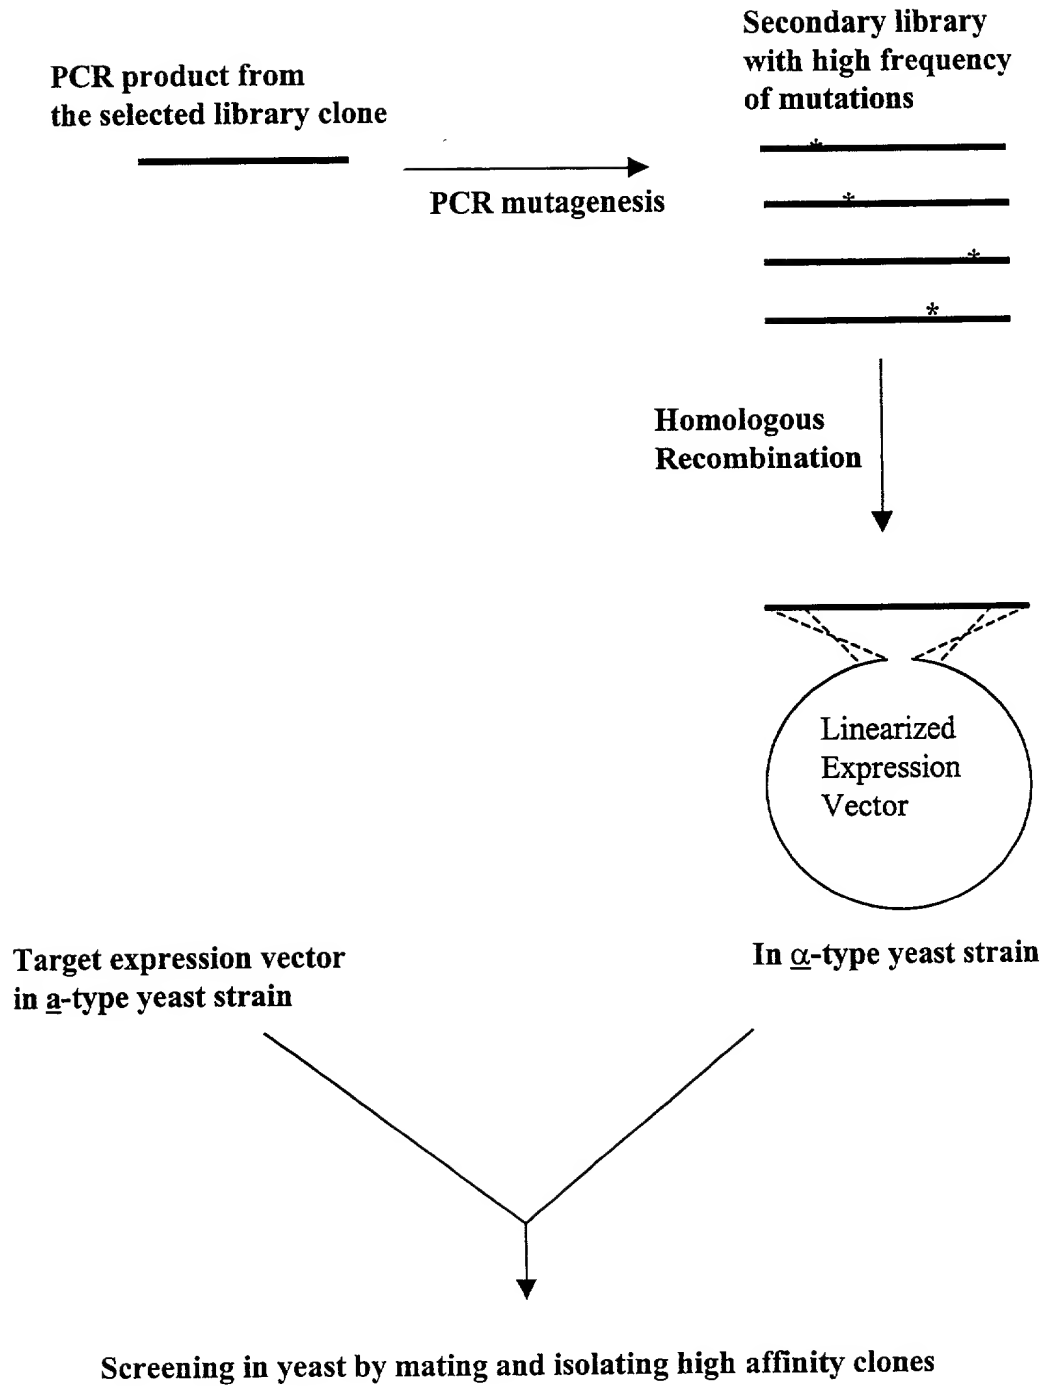 PCR product from
the selected library clone
PCR mutagenesis
Secondary library
with high frequency
of mutations
*
*
*
*
Homologous
Recombination
Linearized
Expression
Vector
In α-type yeast strain
Target expression vector
in a-type yeast strain
Screening in yeast by mating and isolating high affinity clones